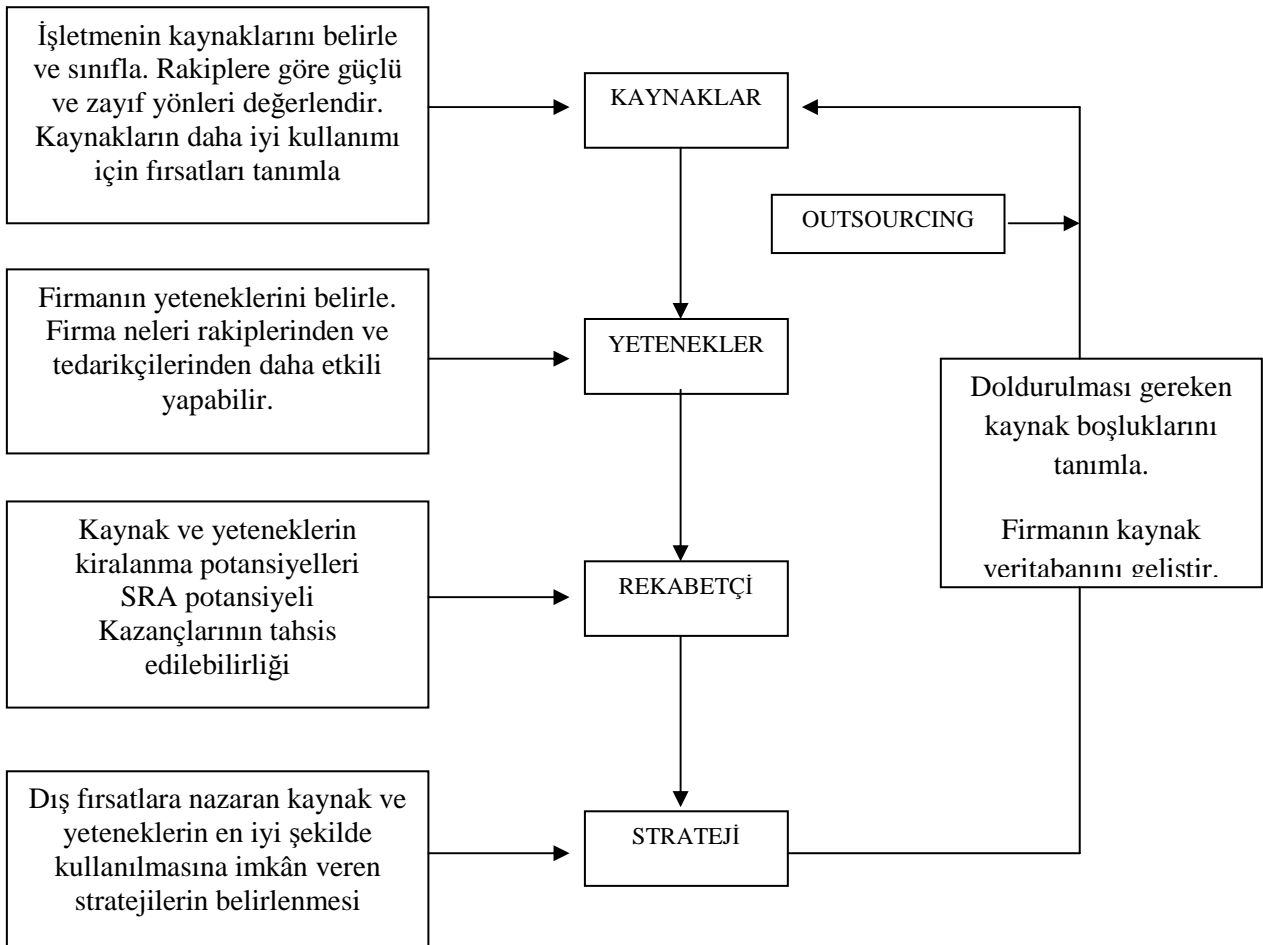 İşletmenin kaynaklarını belirle
ve sınıfla. Rakiplere göre güçlü
ve zayıf yönleri değerlendir.
Kaynakların daha iyi kullanımı
için fırsatları tanımla
KAYNAKLAR
OUTSOURCING
Firmanın yeteneklerini belirle.
Firma neleri rakiplerinden ve
tedarikçilerinden daha etkili
yapabilir.
YETENEKLER
Doldurulması gereken
kaynak boşluklarını
tanımla.
Firmanın kaynak
veritabanını geliştir.
Kaynak ve yeteneklerin
kiralanma potansiyelleri
SRA potansiyeli
Kazançlarının tahsis
edilebilirliği
REKABETÇİ
Dış fırsatlara nazaran kaynak ve
yeteneklerin en iyi şekilde
kullanılmasına imkân veren
stratejilerin belirlenmesi
STRATEJİ